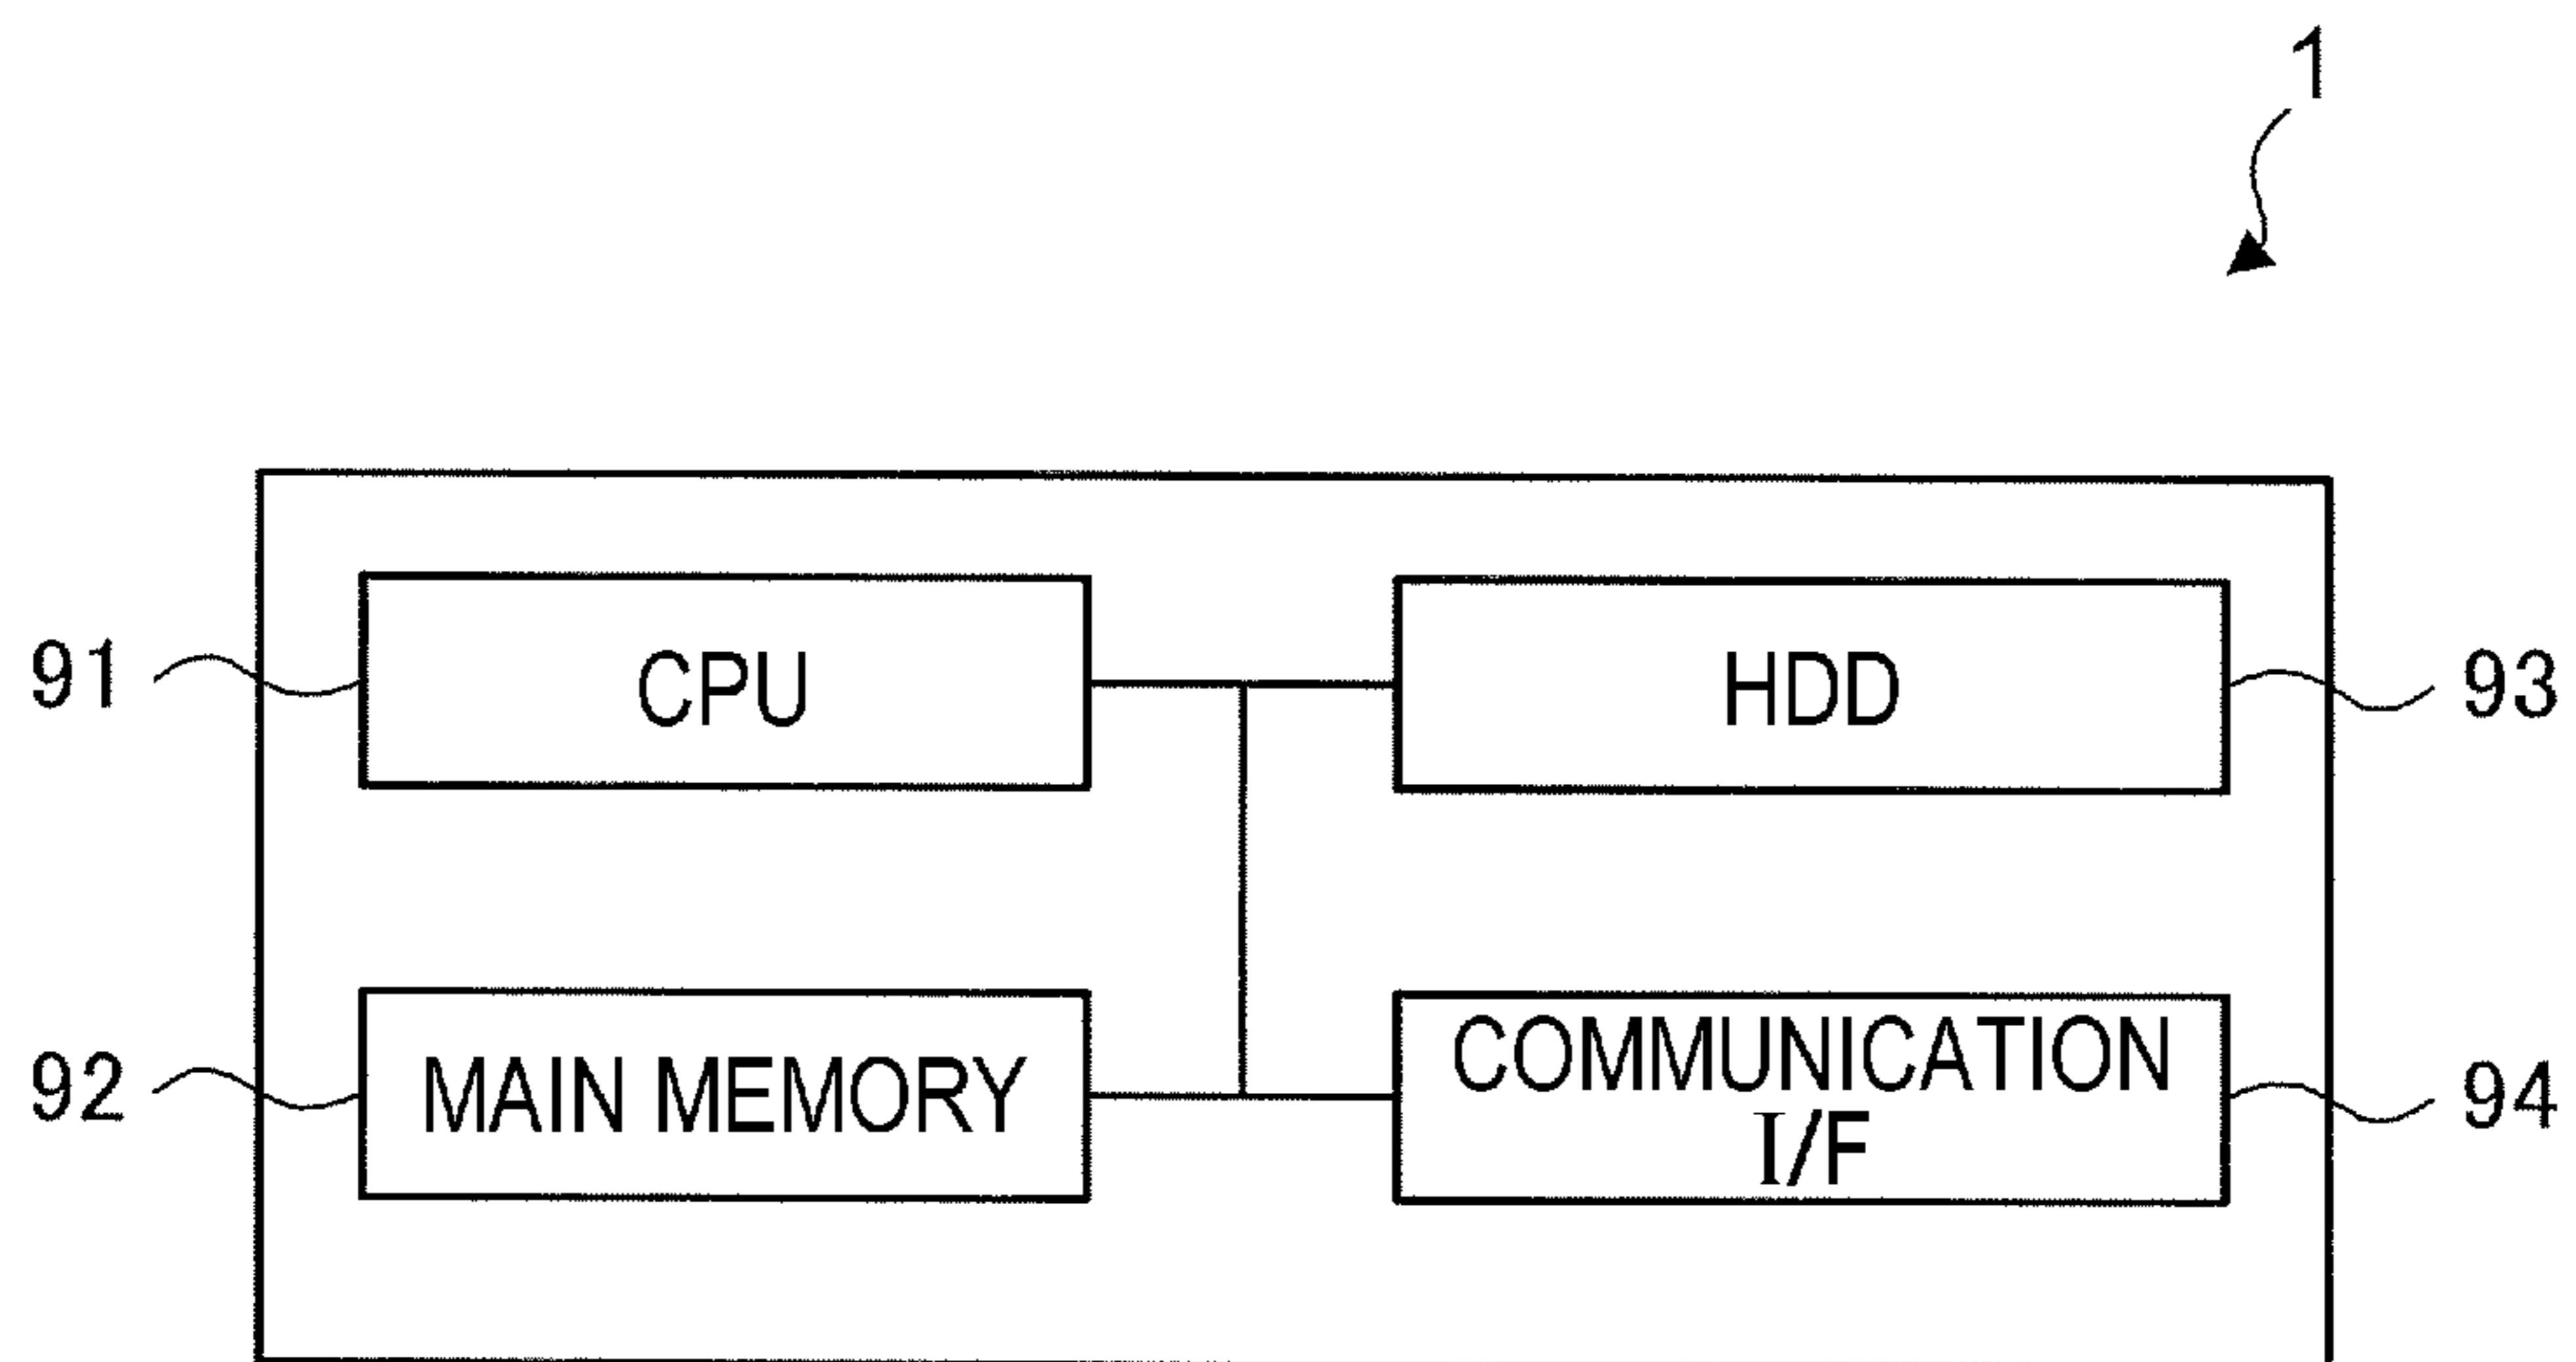 1
91
CPU
HDD
93
92
MAIN MEMORY
COMMUNICATION
I/F
94